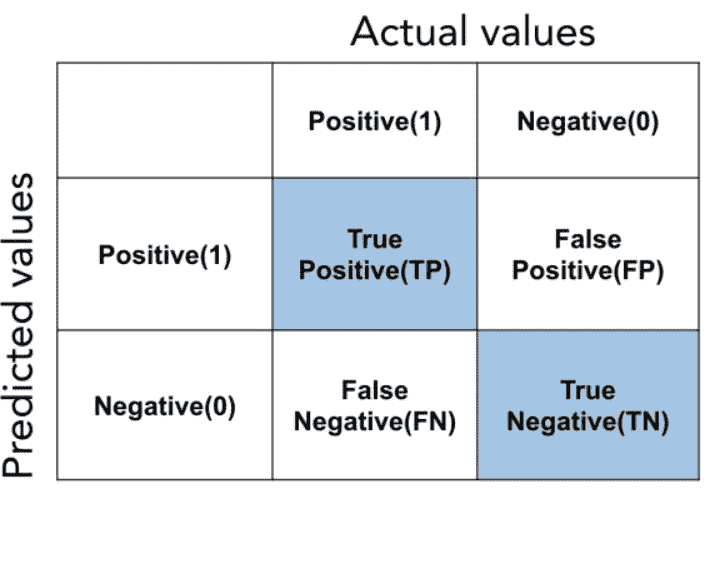 Actual values
Positive(1)
Negative(0)
Predicted values
Positive(1)
True
Positive(TP)
False
Positive(FP)
Negative(0)
False
Negative(FN)
True
Negative(TN)